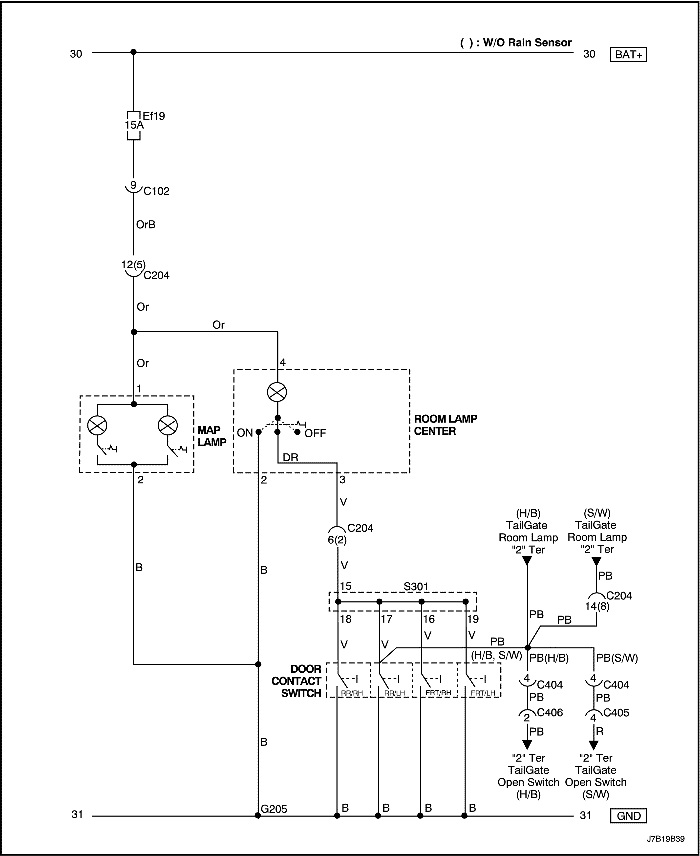 ( ) : W/O Rain Sensor
30
30
BAT+
Ef19
15A
9
C102
OrB
12(5)
C204
Or
Or
Or
4
1
MAP
LAMP
2
ON
OFF
DR
ROOM LAMP
CENTER
2
3
V
C204
6(2)
V
B
B
(H/B)
TailGate
Room Lamp
"2" Ter
(S/W)
TailGate
Room Lamp
"2" Ter
PB
C204
14(8)
PB
PB
15
S301
18
17
16
19
V
V
V
V
PB
(H/B, S/W)
PB(H/B)
PB(S/W)
DOOR
CONTACT
SWITCH
RR/RH
RR/LH
FRT/RH
FRT/LH
4
C404
4
C404
PB
PB
2
C406
4
C405
PB
R
"2" Ter
TailGate
Open Switch
(H/B)
"2" Ter
TailGate
Open Switch
(S/W)
B
G205
B
B
B
B
31
31
GND
J7B19B39